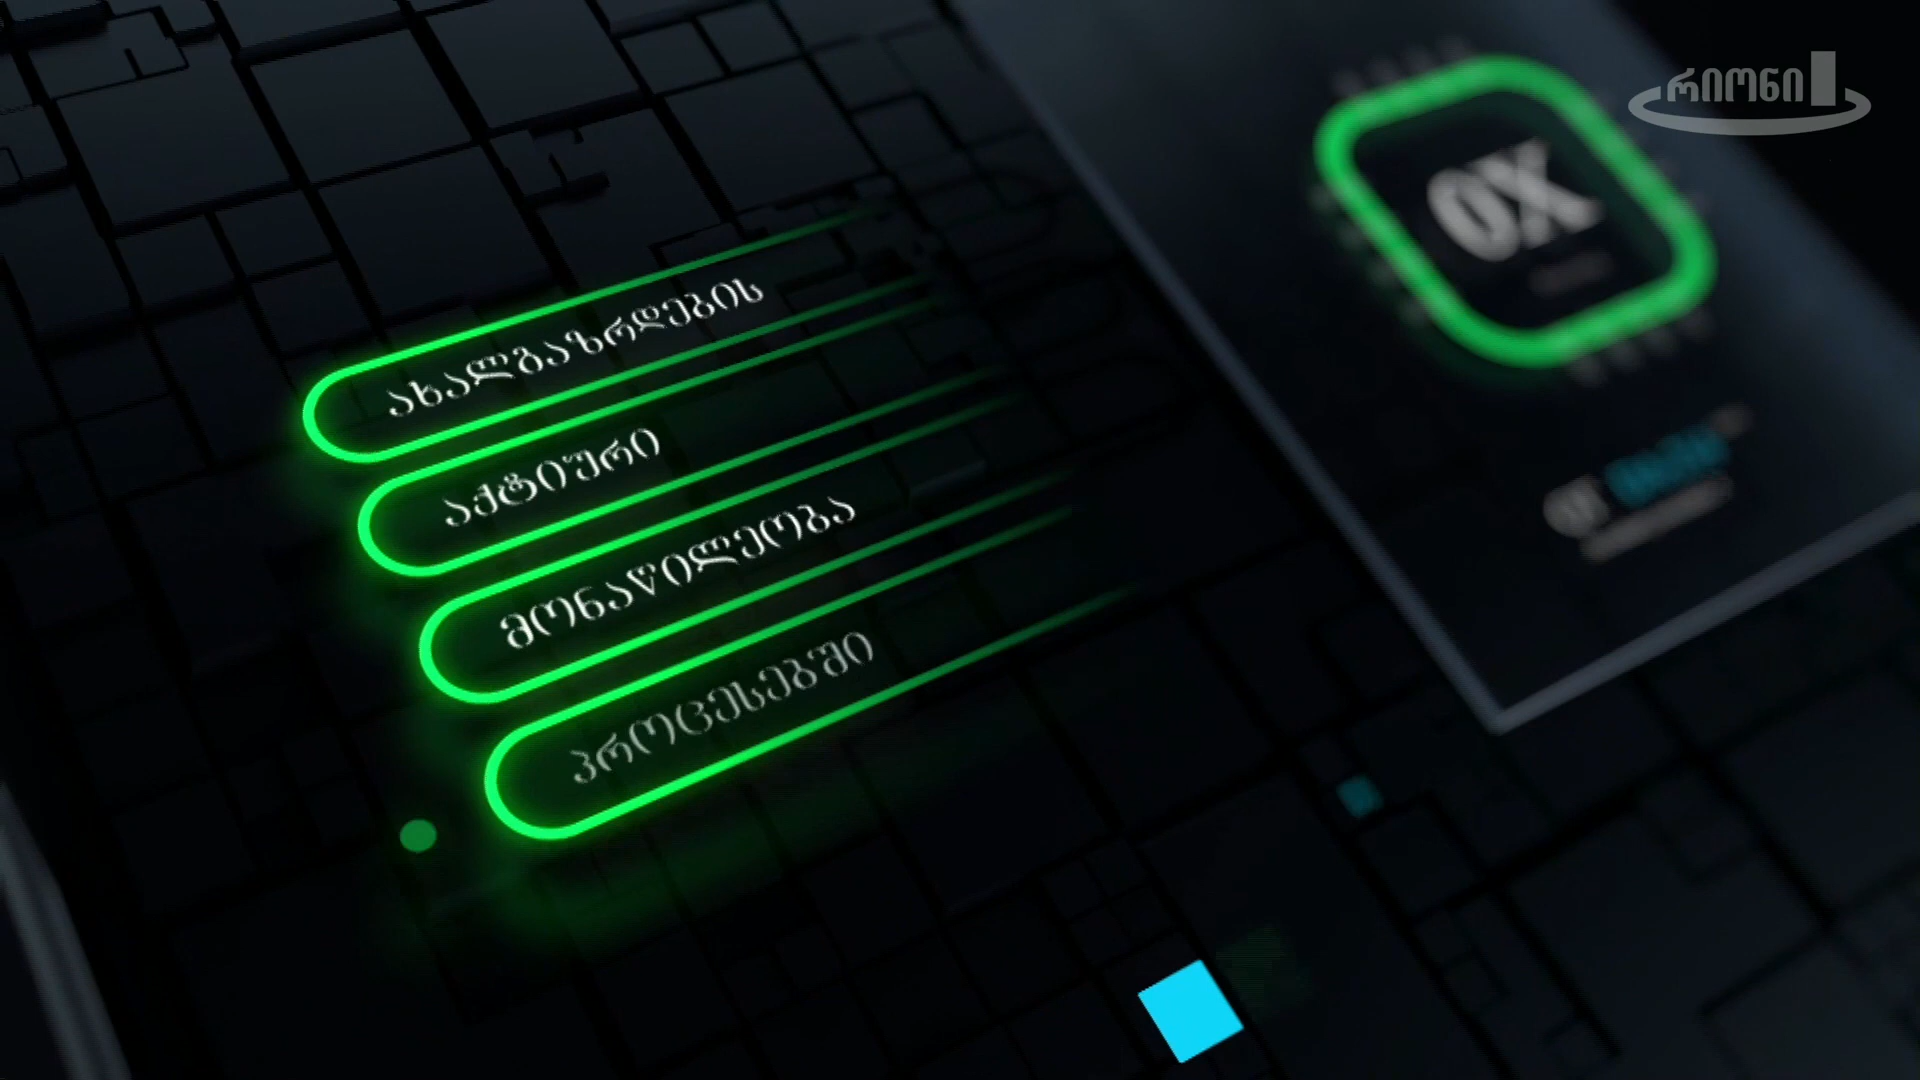 რიონი
0X
ახალგაზრდების
აქტიური
მონაწილეობა
პროცესებში